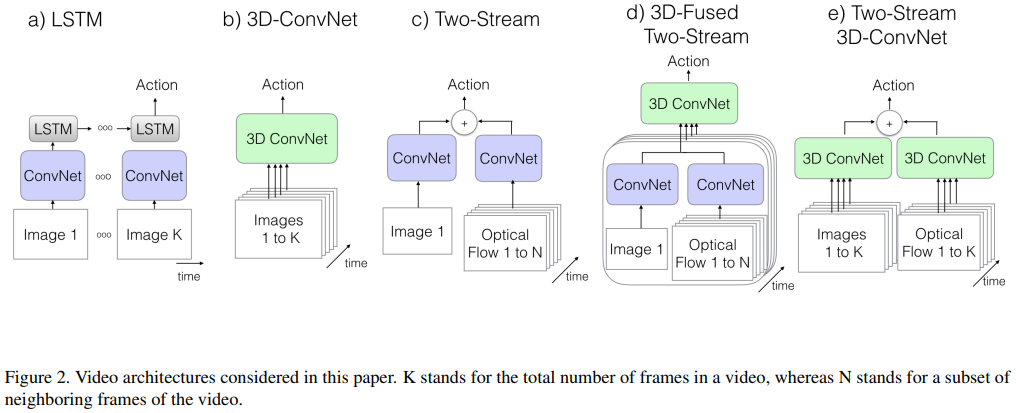 a) LSTM
Action
LSTM
ooo
LSTM
ConvNet
ooo
ConvNet
Image 1
ooo
Image K
time
b) 3D-ConvNet
Action
3D ConvNet
Images
1 to K
time
c) Two-Stream
Action
+
ConvNet
ConvNet
Image 1
Optical
Flow 1 to N
time
d) 3D-Fused
Two-Stream
Action
3D ConvNet
ConvNet
ConvNet
Image 1
Optical
Flow 1 to N
time
e) Two-Stream
3D-ConvNet
Action
+
3D ConvNet
3D ConvNet
Images
1 to K
Optical
Flow 1 to K
time
Figure 2. Video architectures considered in this paper. K stands for the total number of frames in a video, whereas N stands for a subset of
neighboring frames of the video.